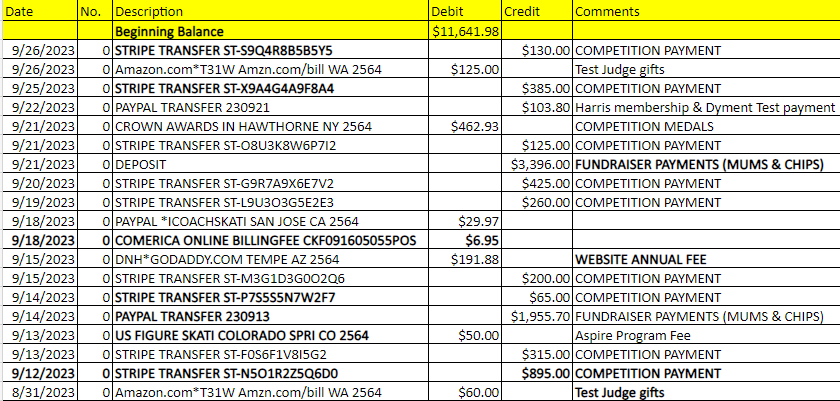 Date No. Description Debit Credit Comments
Beginning Balance $11,641.98
9/26/2023 0 STRIPE TRANSFER ST-S9Q4R8B5B5Y5 $130.00 COMPETITION PAYMENT
9/26/2023 0 Amazon.com*T31W Amzn.com/bill WA 2564 $125.00 Test Judge gifts
9/25/2023 0 STRIPE TRANSFER ST-X9A4G4A9F8A4 $385.00 COMPETITION PAYMENT
9/22/2023 0 PAYPAL TRANSFER 230921 $103.80 Harris membership & Dyment Test payment
9/21/2023 0 CROWN AWARDS IN HAWTHORNE NY 2564 $462.93 COMPETITION MEDALS
9/21/2023 0 STRIPE TRANSFER ST-O8U3K8W6P7I2 $125.00 COMPETITION PAYMENT
9/21/2023 0 DEPOSIT $3,396.00 FUNDRAISER PAYMENTS (MUMS & CHIPS)
9/20/2023 0 STRIPE TRANSFER ST-G9R7A9X6E7V2 $425.00 COMPETITION PAYMENT
9/19/2023 0 STRIPE TRANSFER ST-L9U3O3G5E2E3 $260.00 COMPETITION PAYMENT
9/18/2023 0 PAYPAL *ICOACHSKATI SAN JOSE CA 2564 $29.97
9/18/2023 0 COMERICA ONLINE BILLINGFEE CKF091605055POS $6.95
9/15/2023 0 DNH*GODADDY.COM TEMPE AZ 2564 $191.88 WEBSITE ANNUAL FEE
9/15/2023 0 STRIPE TRANSFER ST-M3G1D3G0O2Q6 $200.00 COMPETITION PAYMENT
9/14/2023 0 STRIPE TRANSFER ST-P7S5S5N7W2F7 $65.00 COMPETITION PAYMENT
9/14/2023 0 PAYPAL TRANSFER 230913 $1,955.70 FUNDRAISER PAYMENTS (MUMS & CHIPS)
9/13/2023 0 US FIGURE SKATI COLORADO SPRI CO 2564 $50.00 Aspire Program Fee
9/13/2023 0 STRIPE TRANSFER ST-F0S6F1V8I5G2 $315.00 COMPETITION PAYMENT
9/12/2023 0 STRIPE TRANSFER ST-N5O1R2Z5Q6D0 $895.00 COMPETITION PAYMENT
8/31/2023 0 Amazon.com*T31W Amzn.com/bill WA 2564 $60.00 Test Judge gifts